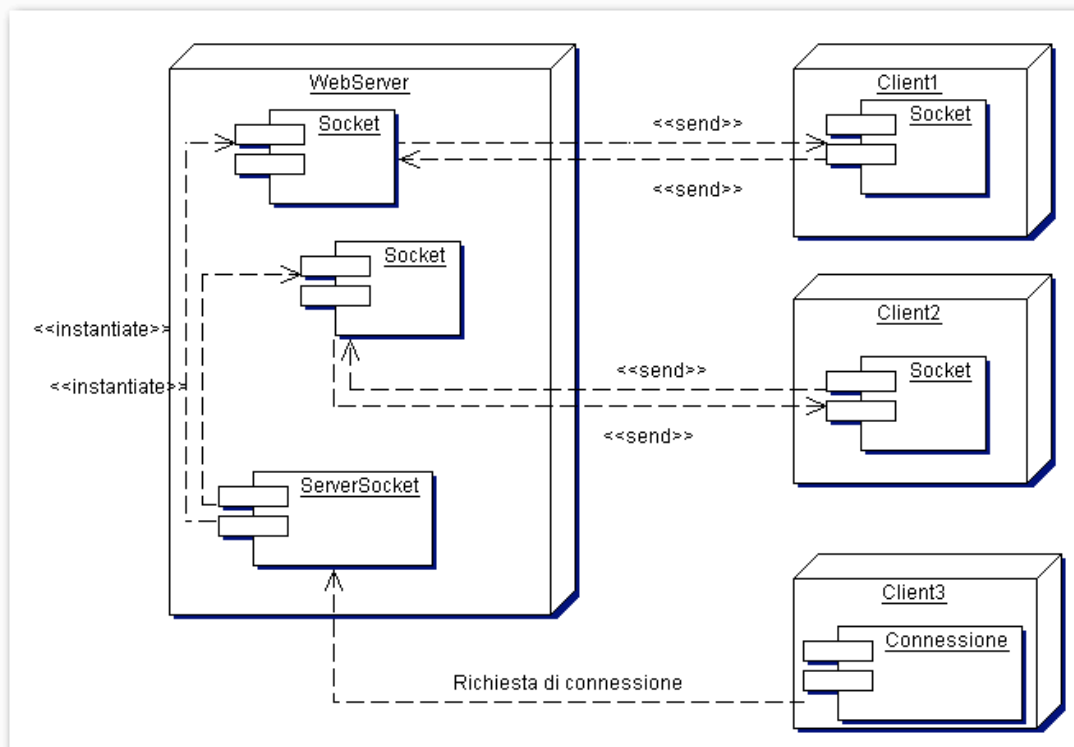 WebServer
Client1
Socket
Socket
<<send>>
<<send>>
Socket
Client2
<<instantiate>>
<<send>>
Socket
<<instantiate>>
<<send>>
ServerSocket
Client3
Connessione
Richiesta di connessione